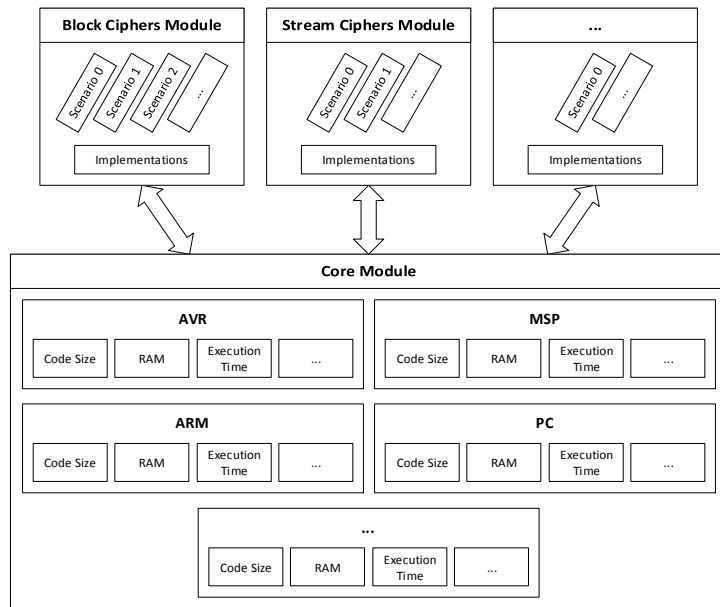 Block Ciphers Module
Scenario 0
Scenario 1
Scenario 2
...
Implementations
Stream Ciphers Module
Scenario 0
Scenario 1
...
Implementations
...
Scenario 0
...
Implementations
Core Module
AVR
Code Size
RAM
Execution
Time
...
MSP
Code Size
RAM
Execution
Time
...
ARM
Code Size
RAM
Execution
Time
...
PC
Code Size
RAM
Execution
Time
...
...
Code Size
RAM
Execution
Time
...